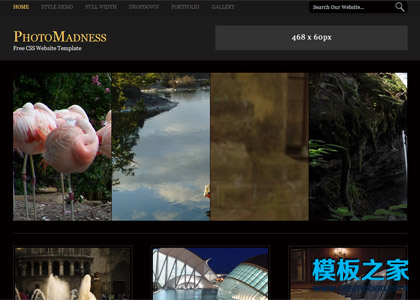 HOME STYLE DEMO FULL WIDTH DROPDOWN PORTFOLIO GALLERY Search Our Website...
PHOTOMADNESS
Free CSS Website Template
468 x 60px
模板之家